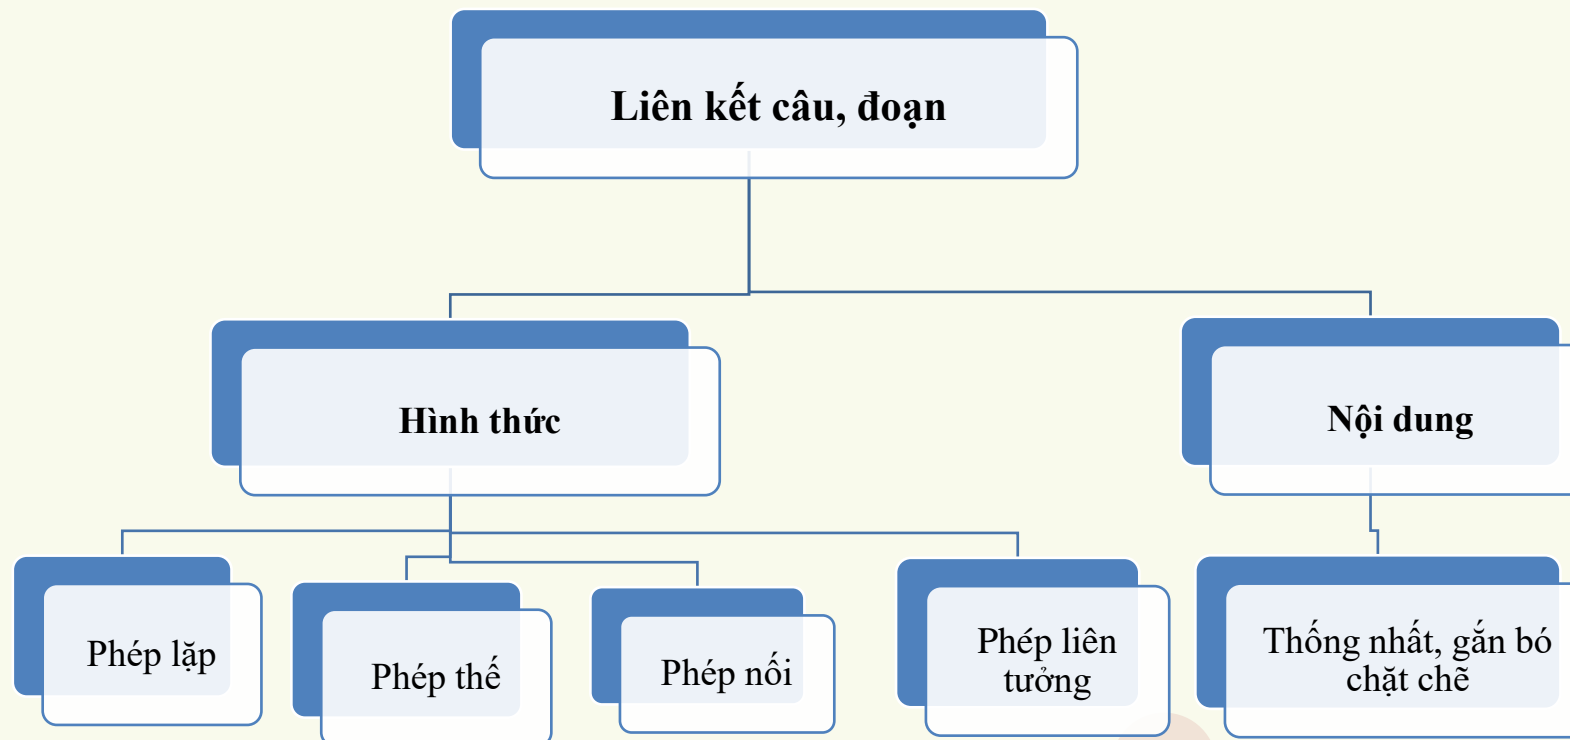 Liên kết câu, đoạn
Hình thức
Nội dung
Phép lặp
Phép thế
Phép nối
Phép liên
tưởng
Thống nhất, gắn bó
chặt chẽ